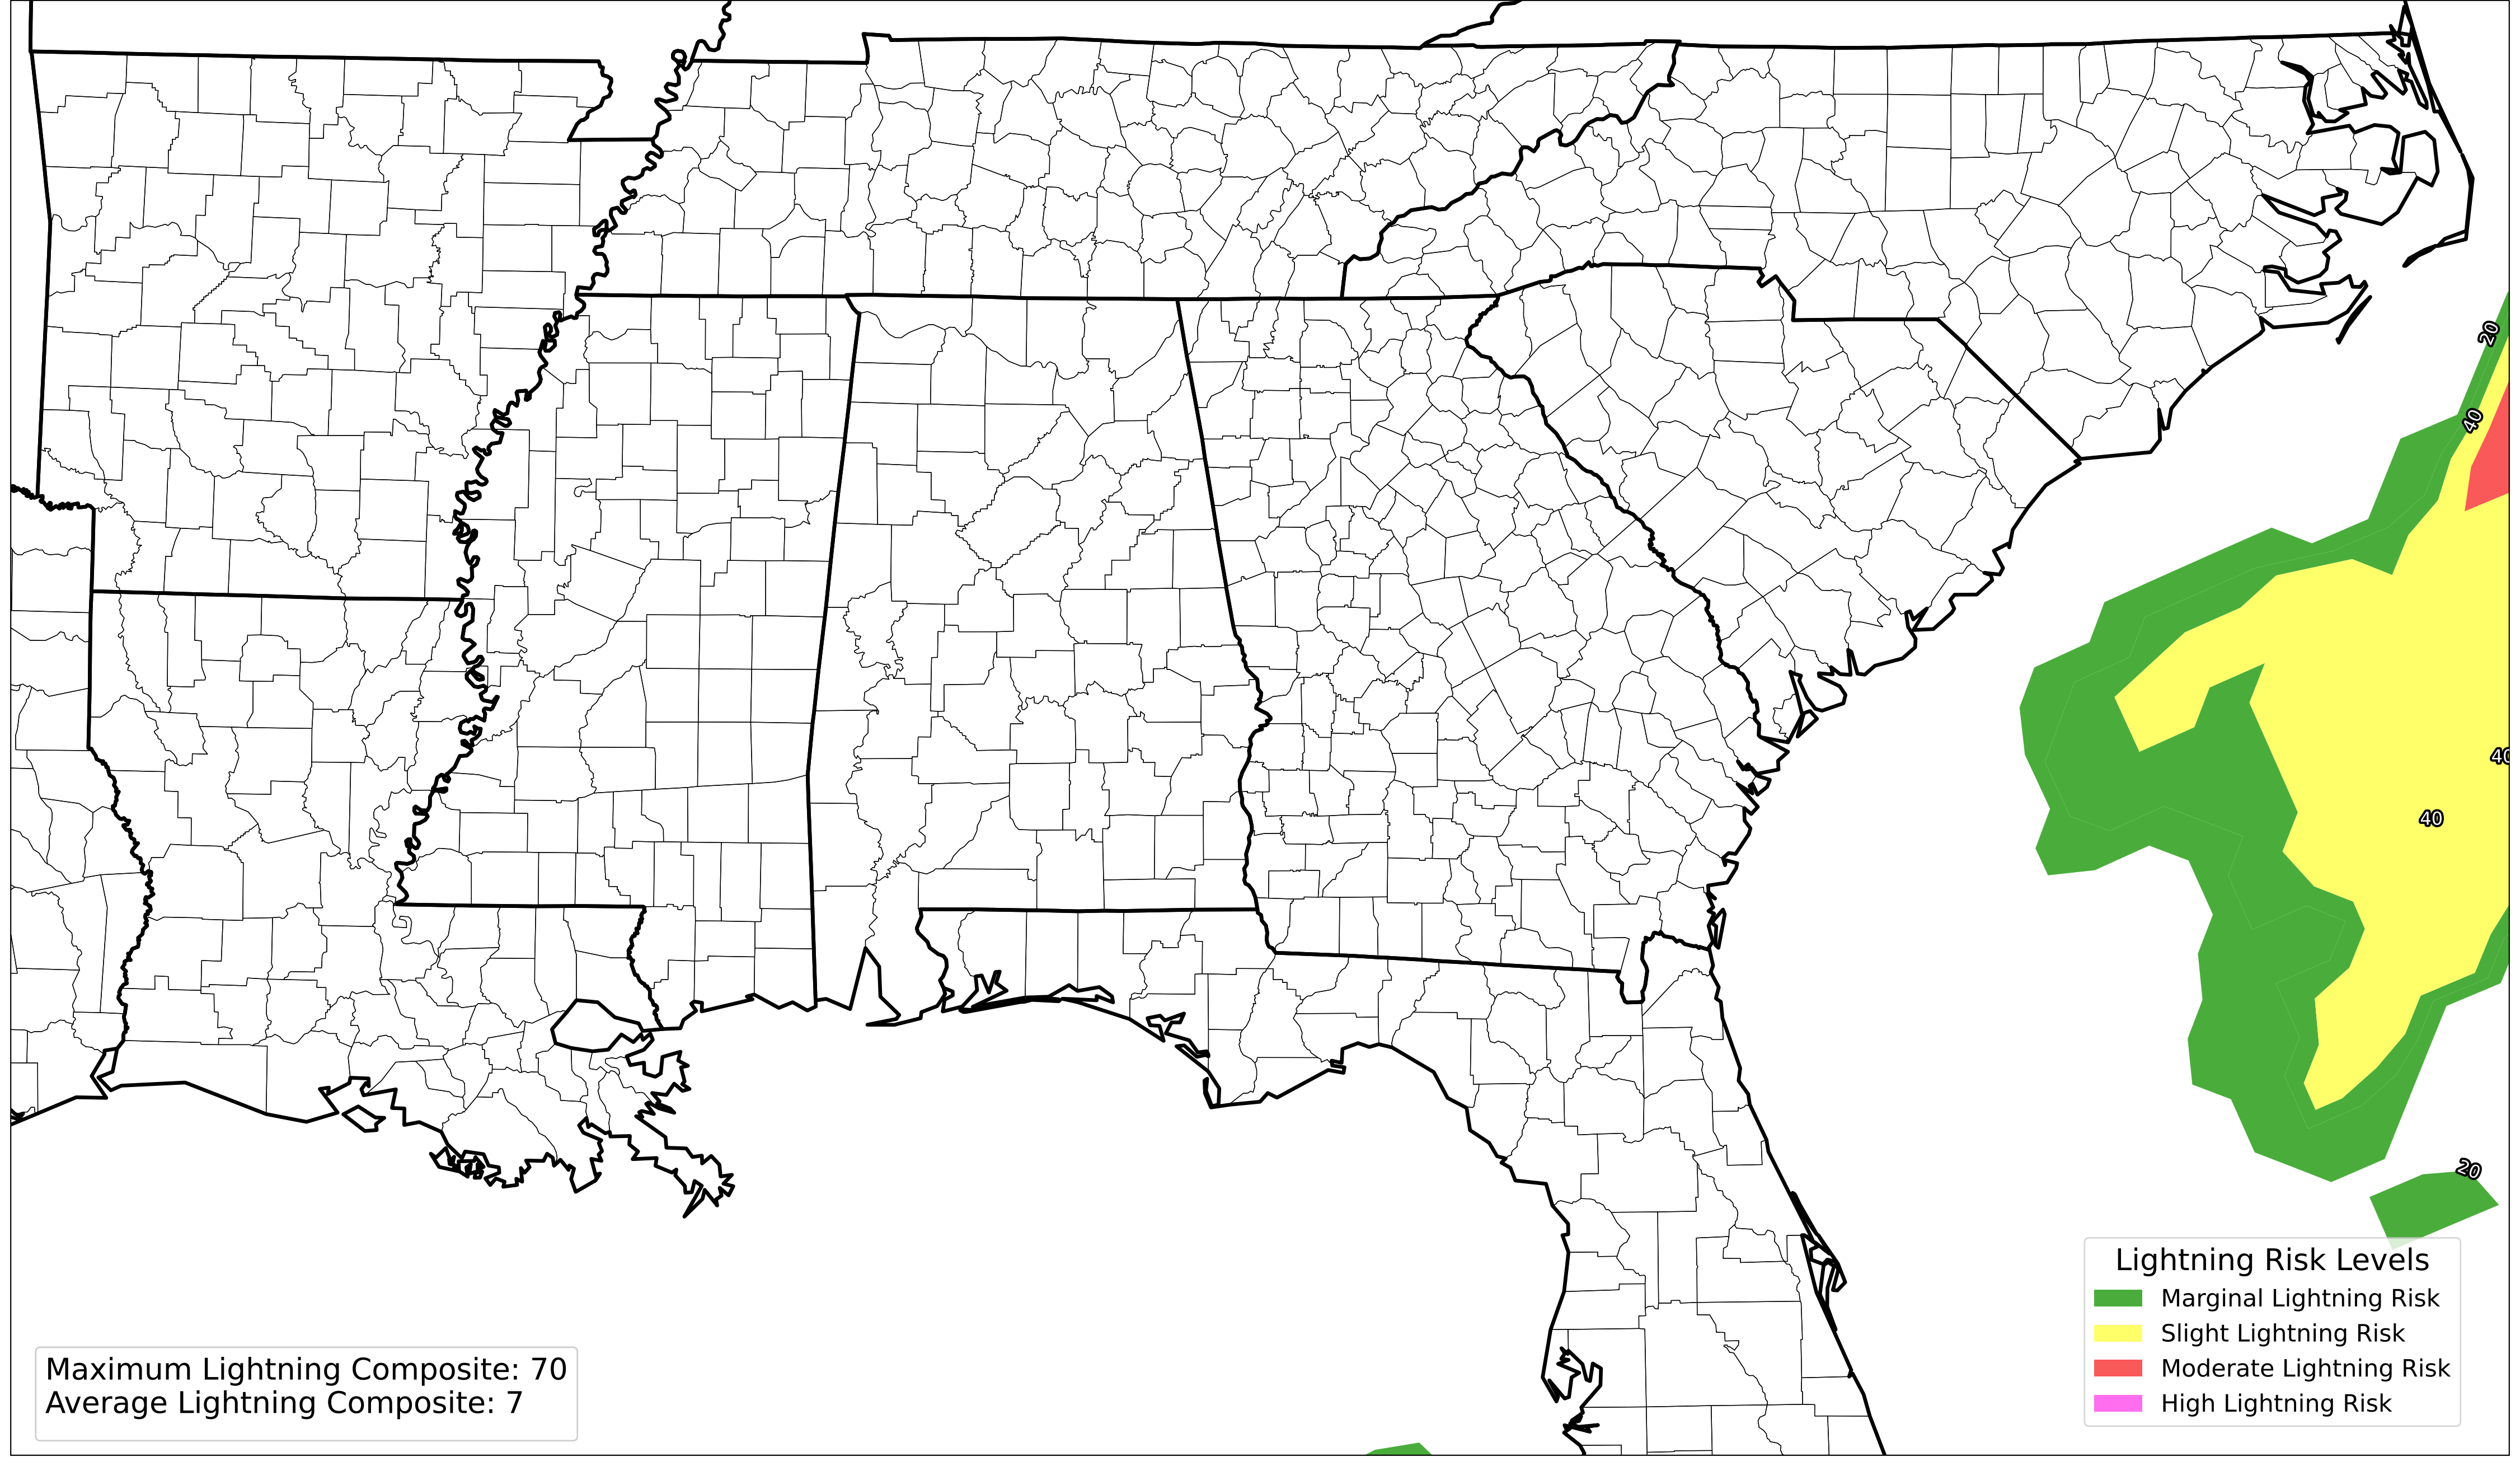 20
40
40
40
20
Lightning Risk Levels
Marginal Lightning Risk
Slight Lightning Risk
Moderate Lightning Risk
High Lightning Risk
Maximum Lightning Composite: 70
Average Lightning Composite: 7